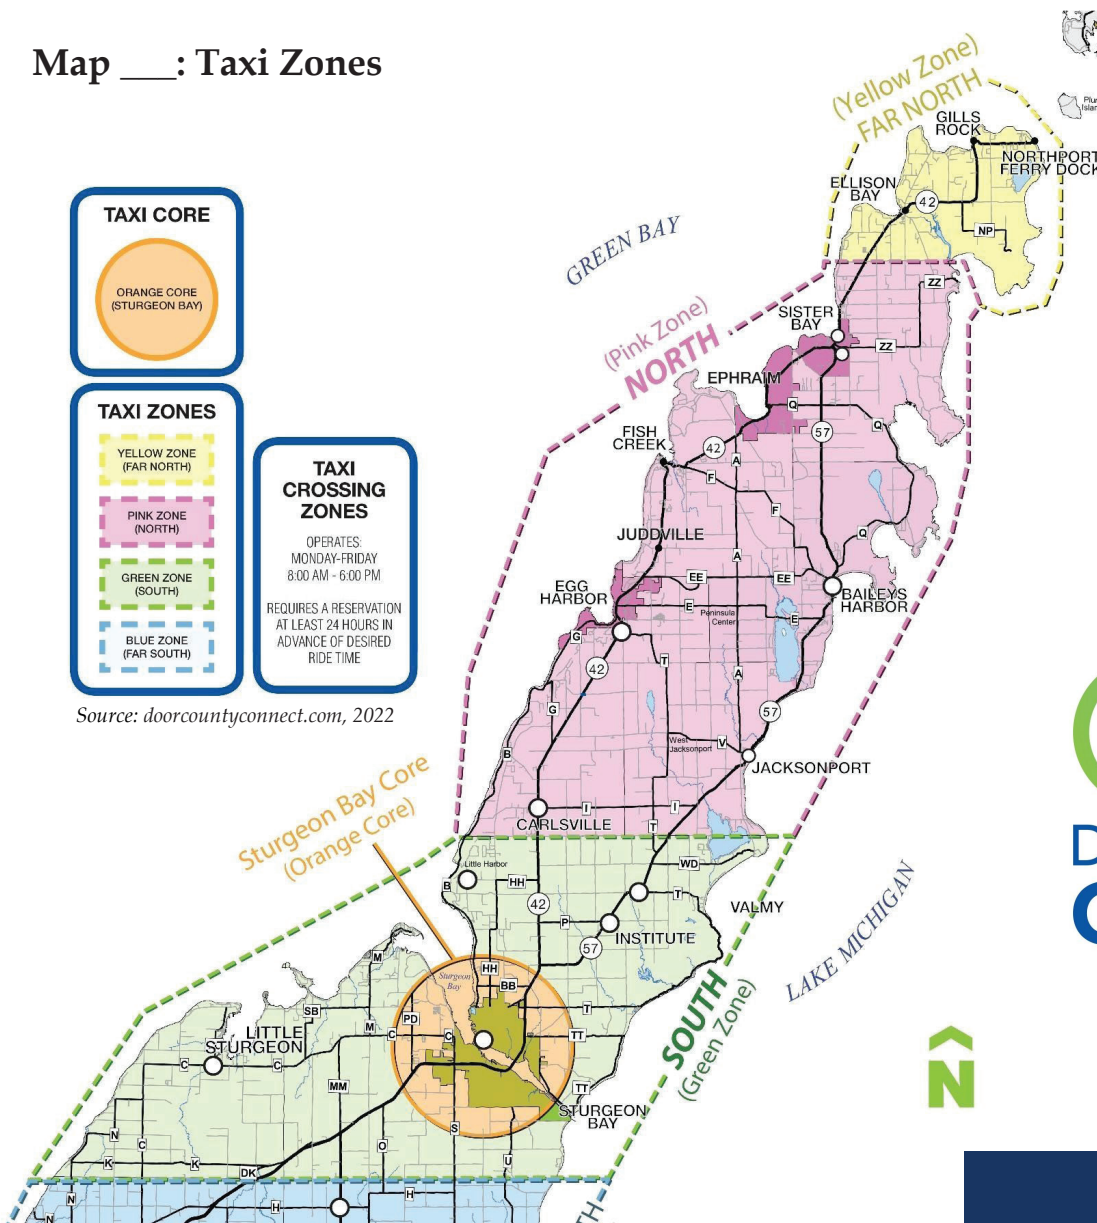 Map ___: Taxi Zones
TAXI CORE
ORANGE CORE
(STURGEON BAY)
TAXI ZONES
YELLOW ZONE
(FAR NORTH)
PINK ZONE
(NORTH)
GREEN ZONE
(SOUTH)
BLUE ZONE
(FAR SOUTH)
TAXI
CROSSING
ZONES
OPERATES:
MONDAY-FRIDAY
8:00 AM - 6:00 PM
REQUIRES A RESERVATION
AT LEAST 24 HOURS IN
ADVANCE OF DESIRED
RIDE TIME
Source: doorcountyconnect.com, 2022
(Yellow Zone)
FAR NORTH
GILLS
ROCK
NORTHPORT
FERRY DOCK
ELLISON
BAY
42
NP
GREEN BAY
ZZ
(Pink Zone)
NORTH
SISTER
BAY
ZZ
EPHRAIM
Q
Q
57
FISH
CREEK
42
A
F
F
JUDDVILLE
A
Q
EGG
HARBOR
EE
EE
BAILEYS
HARBOR
E
Peninsula
Center
E
G
42
T
A
G
57
B
West
Jacksonport
V
JACKSONPORT
I
I
CARLSVILLE
T
Sturgeon Bay Core
(Orange Core)
Little Harbor
WD
B
HH
T
42
VALMY
P
INSTITUTE
57
LAKE MICHIGAN
M
Sturgeon
Bay
HH
BB
SB
PD
T
M
LITTLE
STURGEON
C
C
TT
C
C
SOUTH
(Green Zone)
N
MM
TT
STURGEON
BAY
N
C
S
O
K
K
U
DK
N
H
H
N
TH
Plu
Islan
D